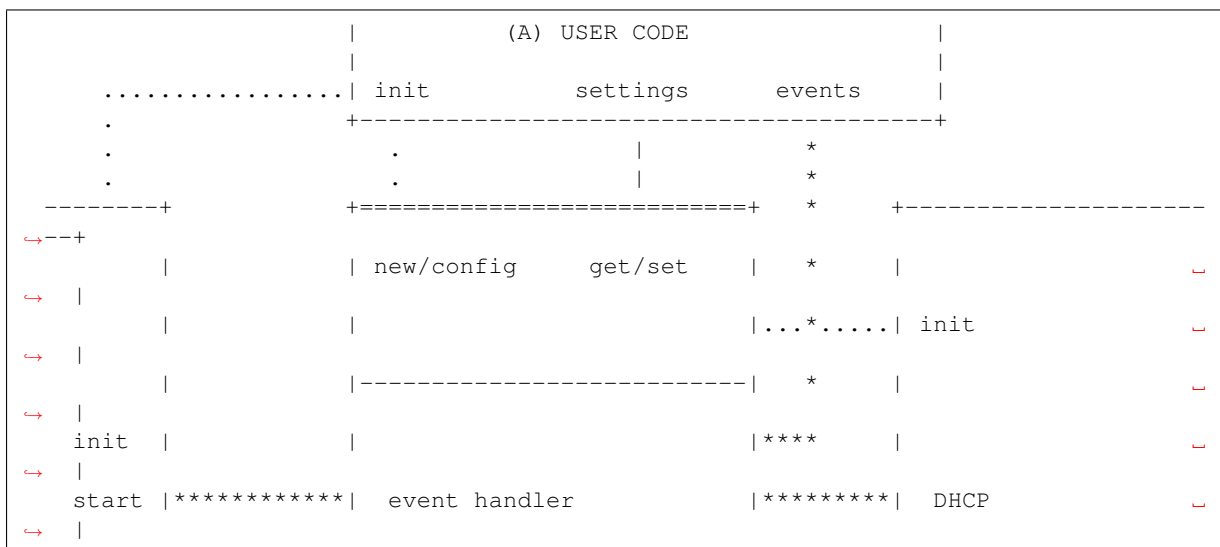 |          (A) USER CODE                 |
                        |                                        |
       .................| init          settings      events     |
       .                +----------------------------------------+
       .                   .                |           *
       .                   .                |           *
   --------+            +===========================+   *     +---------------------
↪--+
           |            | new/config     get/set    |   *     |                    ␣
↪  |
           |            |                           |...*.....| init               ␣
↪  |
           |            |---------------------------|   *     |                    ␣
↪  |
     init  |            |                           |****     |                    ␣
↪  |
     start |************|  event handler            |*********|  DHCP              ␣
↪  |